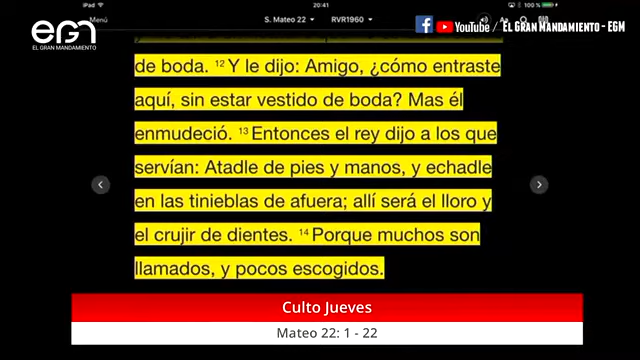 iPad
20:41
100 %
Menú
S. Mateo 22
RVR1960
EGM
EL GRAN MANDAMIENTO
YouTube / EL GRAN MANDAMIENTO - EGM
de boda. 12 Y le dijo: Amigo, ¿cómo entraste
aquí, sin estar vestido de boda? Mas él
enmudeció. 13 Entonces el rey dijo a los que
servían: Atadle de pies y manos, y echadle
en las tinieblas de afuera; allí será el lloro y
el crujir de dientes. 14 Porque muchos son
llamados, y pocos escogidos.
Culto Jueves
Mateo 22: 1 - 22